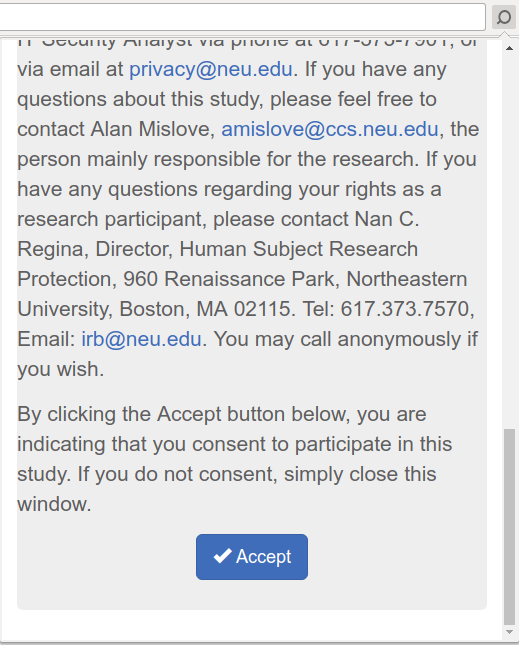 IT Security Analyst via phone at 617-373-7901, or
via email at privacy@neu.edu. If you have any
questions about this study, please feel free to
contact Alan Mislove, amislove@ccs.neu.edu, the
person mainly responsible for the research. If you
have any questions regarding your rights as a
research participant, please contact Nan C.
Regina, Director, Human Subject Research
Protection, 960 Renaissance Park, Northeastern
University, Boston, MA 02115. Tel: 617.373.7570,
Email: irb@neu.edu. You may call anonymously if
you wish.
By clicking the Accept button below, you are
indicating that you consent to participate in this
study. If you do not consent, simply close this
window.
Accept